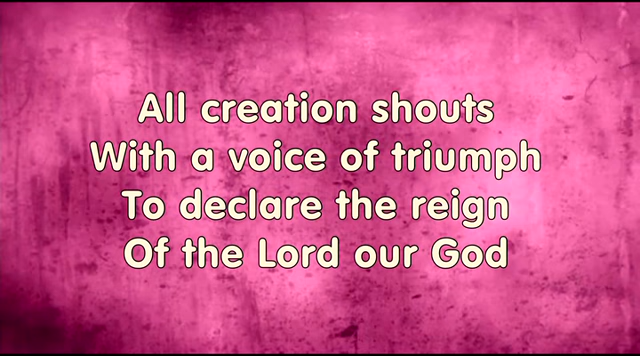 All creation shouts
With a voice of triumph
To declare the reign
Of the Lord our God